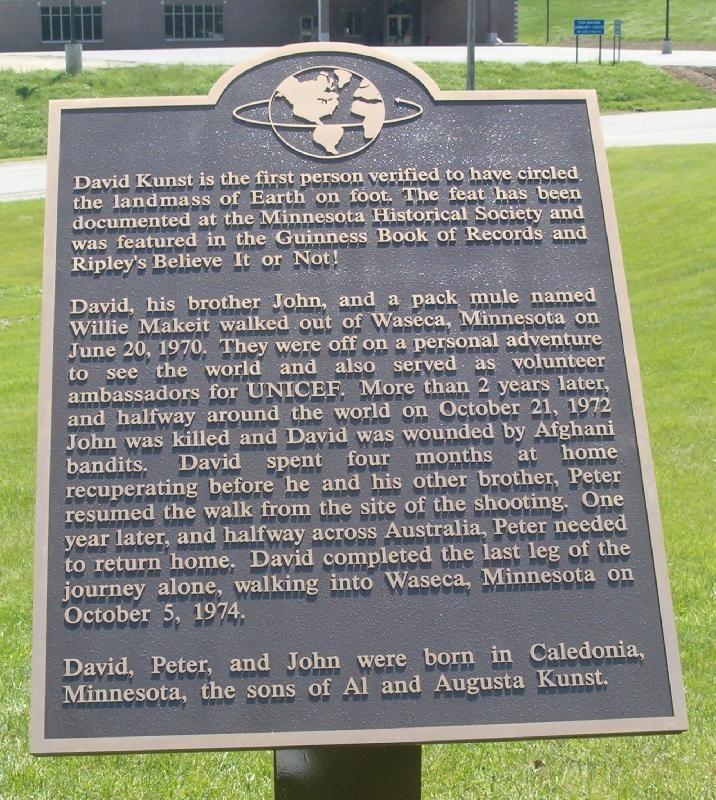 David Kunst is the first person verified to have circled
the landmass of Earth on foot. The feat has been
documented at the Minnesota Historical Society and
was featured in the Guinness Book of Records and
Ripley's Believe It or Not!
David, his brother John, and a pack mule named
Willie Makeit walked out of Waseca, Minnesota on
June 20, 1970. They were off on a personal adventure
to see the world and also served as volunteer
ambassadors for UNICEF. More than 2 years later,
and halfway around the world on October 21, 1972
John was killed and David was wounded by Afghani
bandits. David spent four months at home
recuperating before he and his other brother, Peter
resumed the walk from the site of the shooting. One
year later, and halfway across Australia, Peter needed
to return home. David completed the last leg of the
journey alone, walking into Waseca, Minnesota on
October 5, 1974.
David, Peter, and John were born in Caledonia,
Minnesota, the sons of Al and Augusta Kunst.